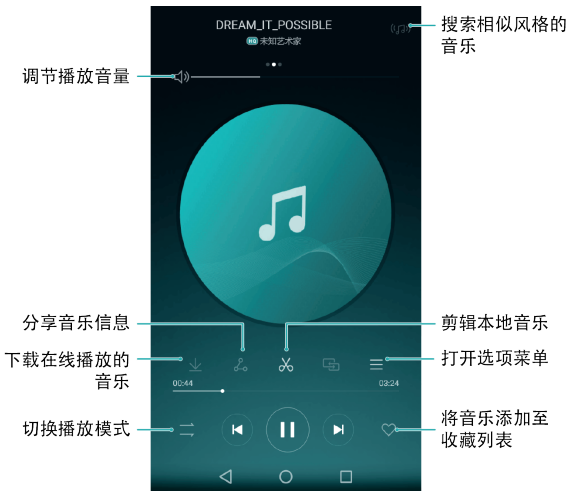 DREAM_IT_POSSIBLE
HQ 未知艺术家
搜索相似风格的
音乐
调节播放音量
分享音乐信息
剪辑本地音乐
下载在线播放的
音乐
打开选项菜单
00:44
03:24
切换播放模式
将音乐添加至
收藏列表